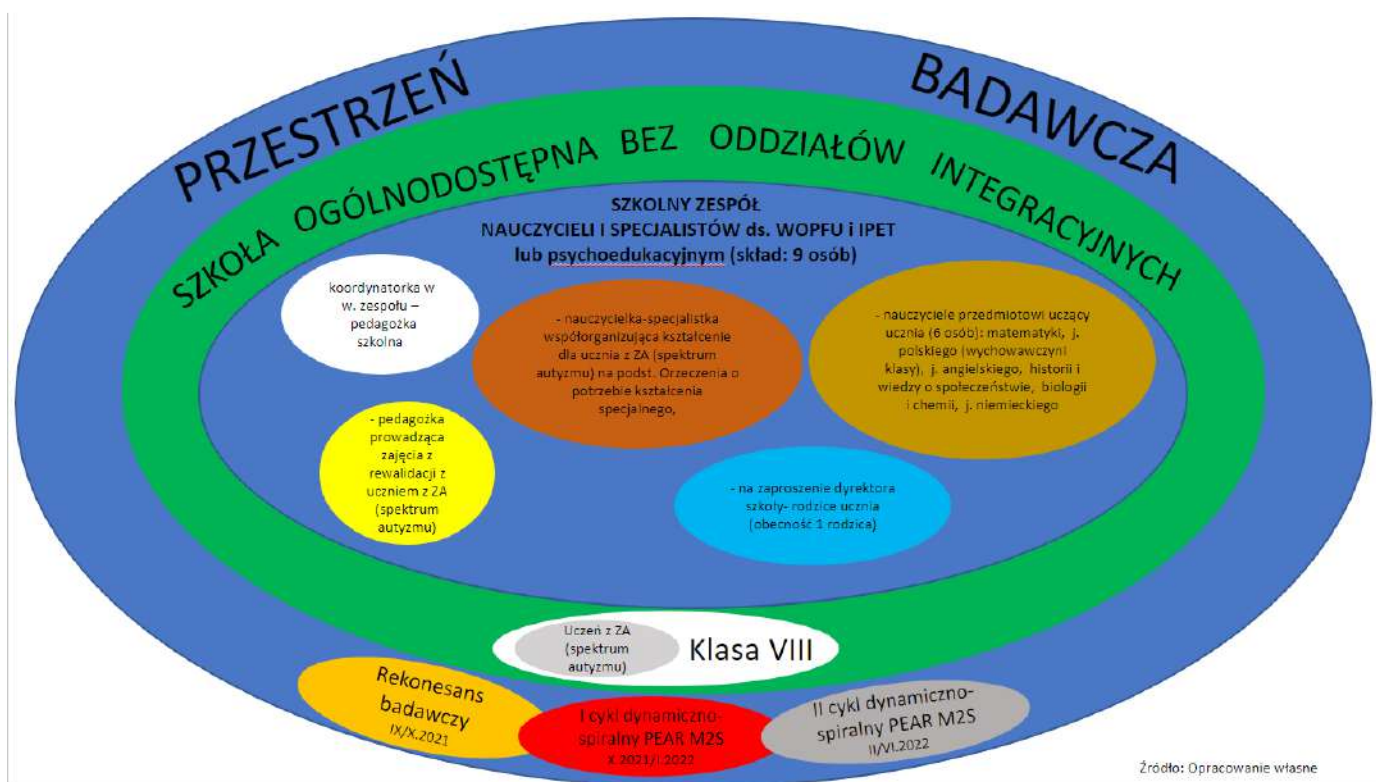 PRZESTRZEŃ BADAWCZA
SZKOŁA OGÓLNODOSTĘPNA BEZ ODDZIAŁÓW INTEGRACYJNYCH
SZKOLNY ZESPÓŁ
NAUCZYCIELI I SPECJALISTÓW ds. WOPFU i IPET
lub psychoedukacyjnym (skład: 9 osób)
koordynatorka w
w. zespołu –
pedagożka
szkolna
- nauczycielka-specjalistka
współorganizująca kształcenie
dla ucznia z ZA (spektrum
autyzmu) na podst. Orzeczenia o
potrzebie kształcenia
specjalnego,
- nauczyciele przedmiotowi uczący
ucznia (6 osób): matematyki, j.
polskiego (wychowawczyni
klasy), j. angielskiego, historii i
wiedzy o społeczeństwie, biologii
i chemii, j. niemieckiego
- pedagożka
prowadząca
zajęcia z
rewalidacji z
uczniem z ZA
(spektrum
autyzmu)
- na zaproszenie dyrektora
szkoły- rodzice ucznia
(obecność 1 rodzica)
Uczeń z ZA
(spektrum
autyzmu)
Klasa VIII
Rekonesans
badawczy
IX/X.2021
I cykl dynamiczno-
spiralny PEAR M2S
X.2021/I.2022
II cykl dynamiczno-
spiralny PEAR M2S
II/VI.2022
Źródło: Opracowanie własne